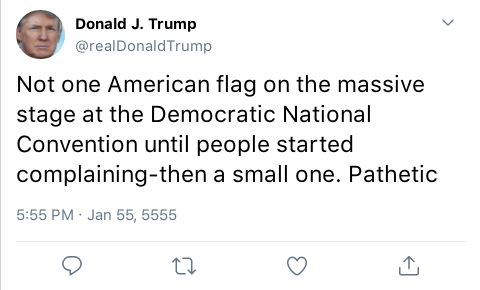 Donald J. Trump
@realDonaldTrump
Not one American flag on the massive
stage at the Democratic National
Convention until people started
complaining-then a small one. Pathetic
5:55 PM · Jan 55, 5555